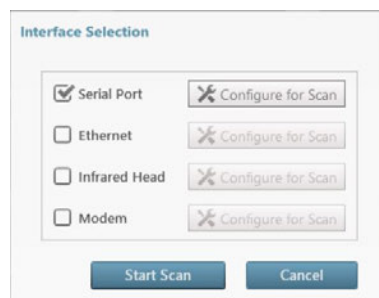 Interface Selection
Serial Port Configure for Scan
Ethernet Configure for Scan
Infrared Head Configure for Scan
Modem Configure for Scan
Start Scan Cancel